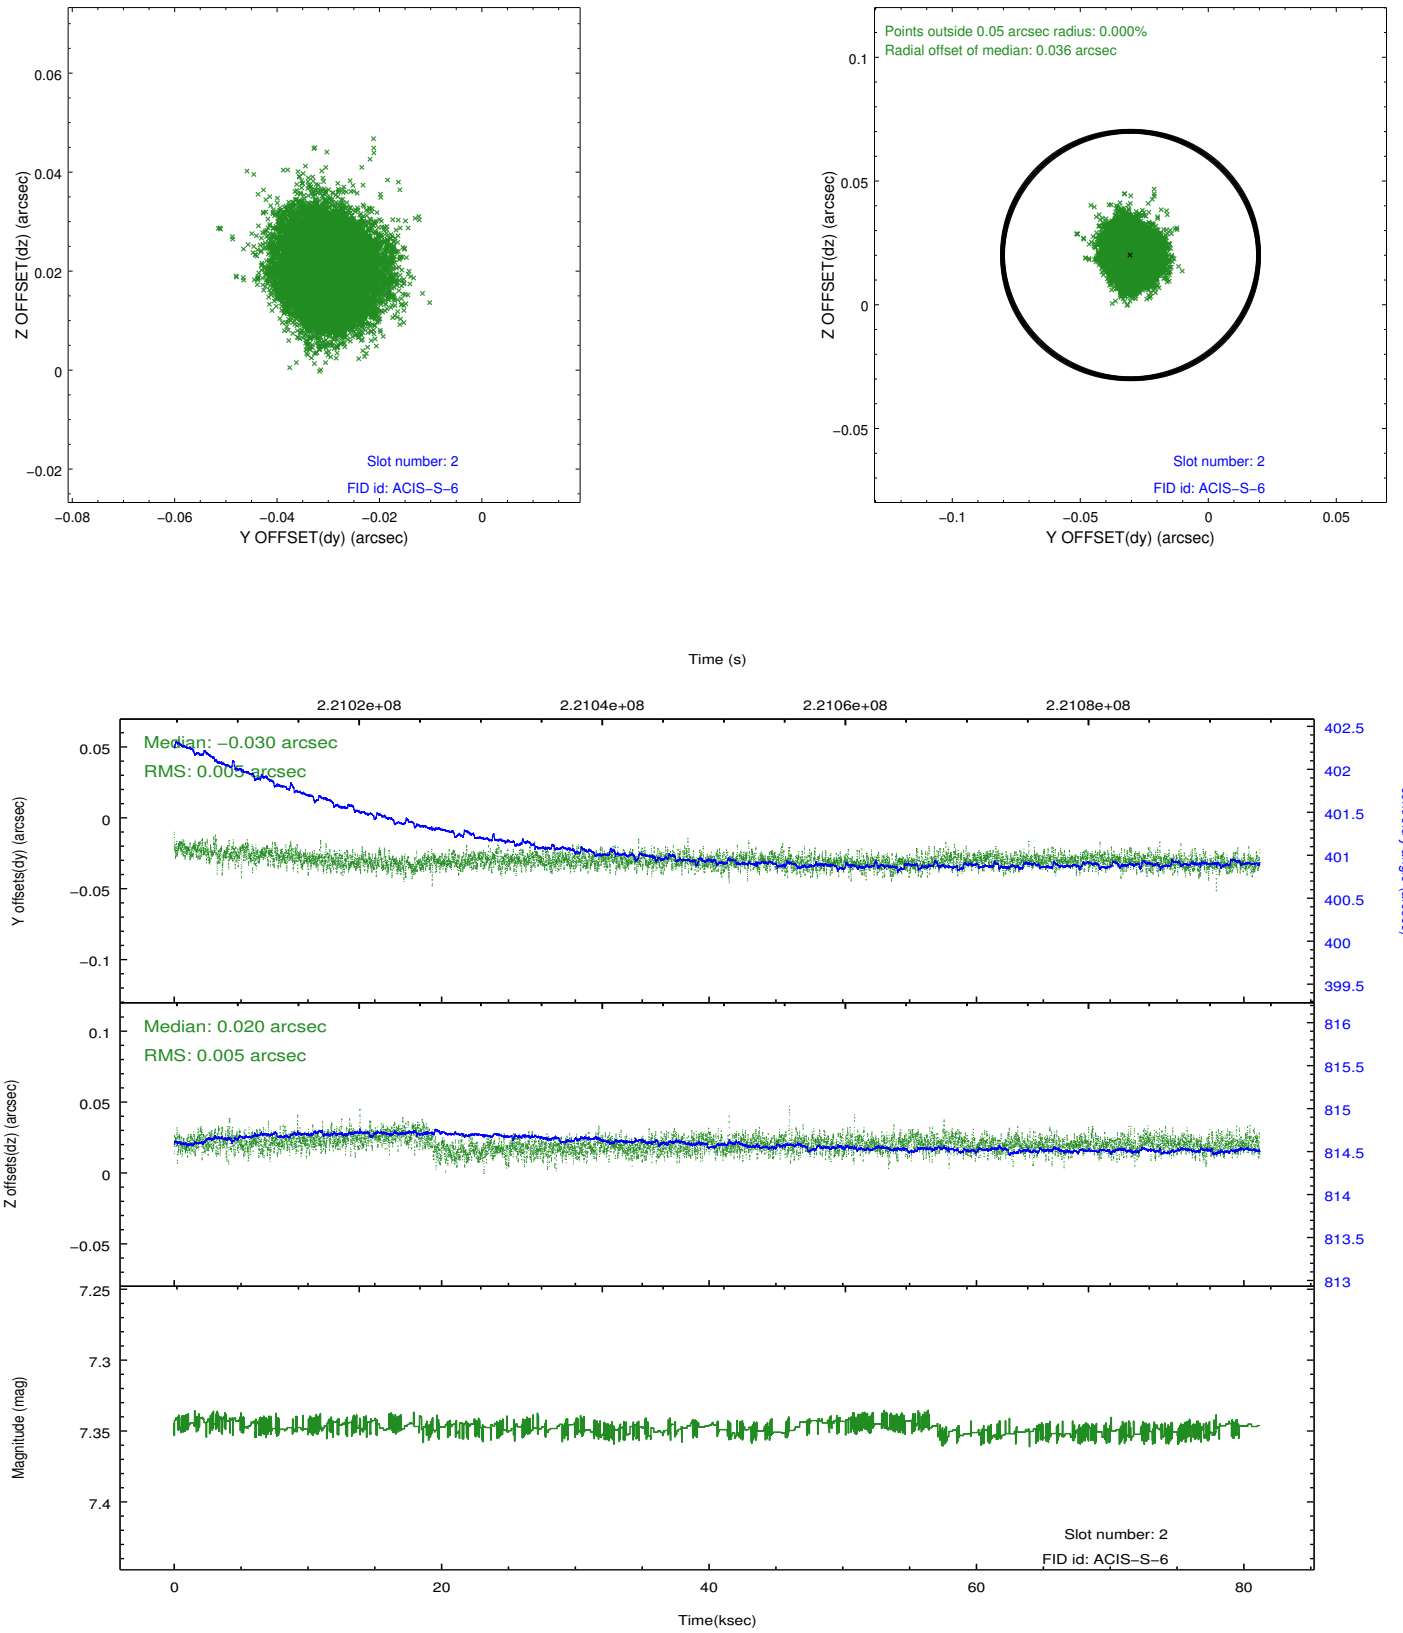 0.06
0.04
0.02
0
−0.02
Z OFFSET(dz) (arcsec)
Slot number: 2
FID id: ACIS−S−6
−0.08 −0.06 −0.04 −0.02 0
Y OFFSET(dy) (arcsec)
Points outside 0.05 arcsec radius: 0.000%
Radial offset of median: 0.036 arcsec
0.1
0.05
0
−0.05
Z OFFSET(dz) (arcsec)
Slot number: 2
FID id: ACIS−S−6
−0.1 −0.05 0 0.05
Y OFFSET(dy) (arcsec)
Time (s)
2.2102e+08 2.2104e+08 2.2106e+08 2.2108e+08
Median: −0.030 arcsec
RMS: 0.005 arcsec
0.05
0
−0.05
−0.1
Y offsets(dy) (arcsec)
402.5
402
401.5
401
400.5
400
399.5
Median: 0.020 arcsec
RMS: 0.005 arcsec
0.1
0.05
0
−0.05
Z offsets(dz) (arcsec)
816
815.5
815
814.5
814
813.5
813
7.25
7.3
7.35
7.4
Magnitude (mag)
Slot number: 2
FID id: ACIS−S−6
0 20 40 60 80
Time(ksec)